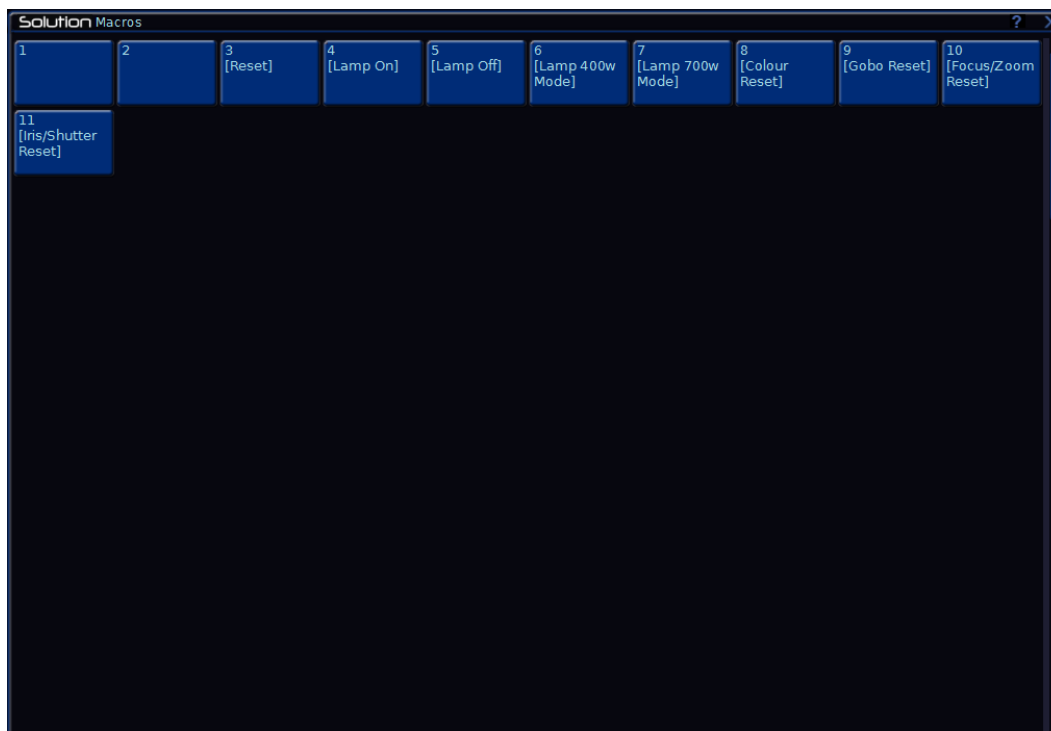 Solution Macros ? X
1
2
3
[Reset]
4
[Lamp On]
5
[Lamp Off]
6
[Lamp 400w
Mode]
7
[Lamp 700w
Mode]
8
[Colour
Reset]
9
[Gobo Reset]
10
[Focus/Zoom
Reset]
11
[Iris/Shutter
Reset]